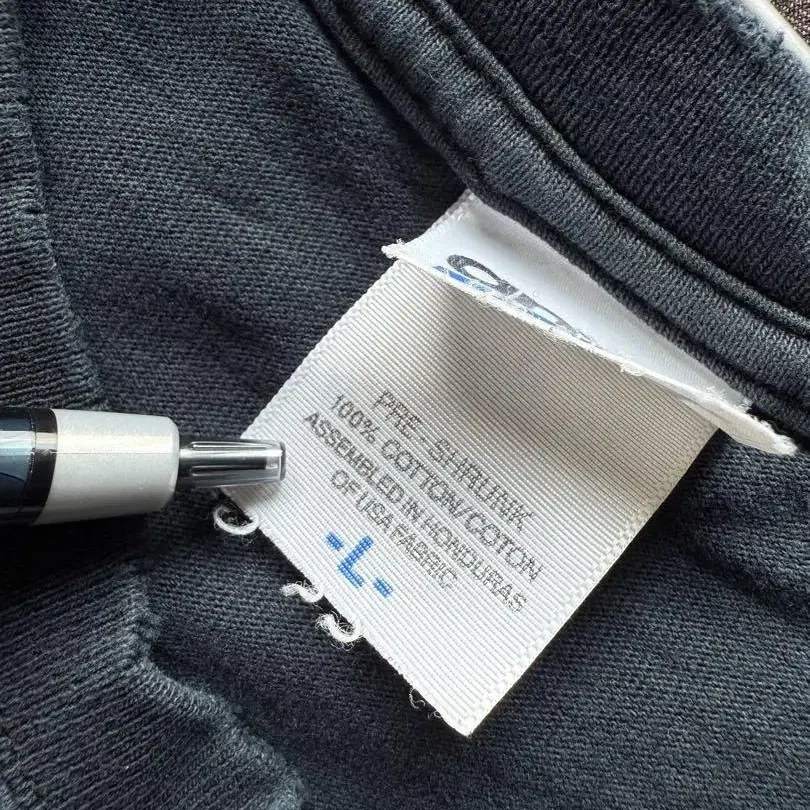 PRE-SHRUNK
100% COTTON/COTON
ASSEMBLED IN HONDURAS
OF USA FABRIC
-L-